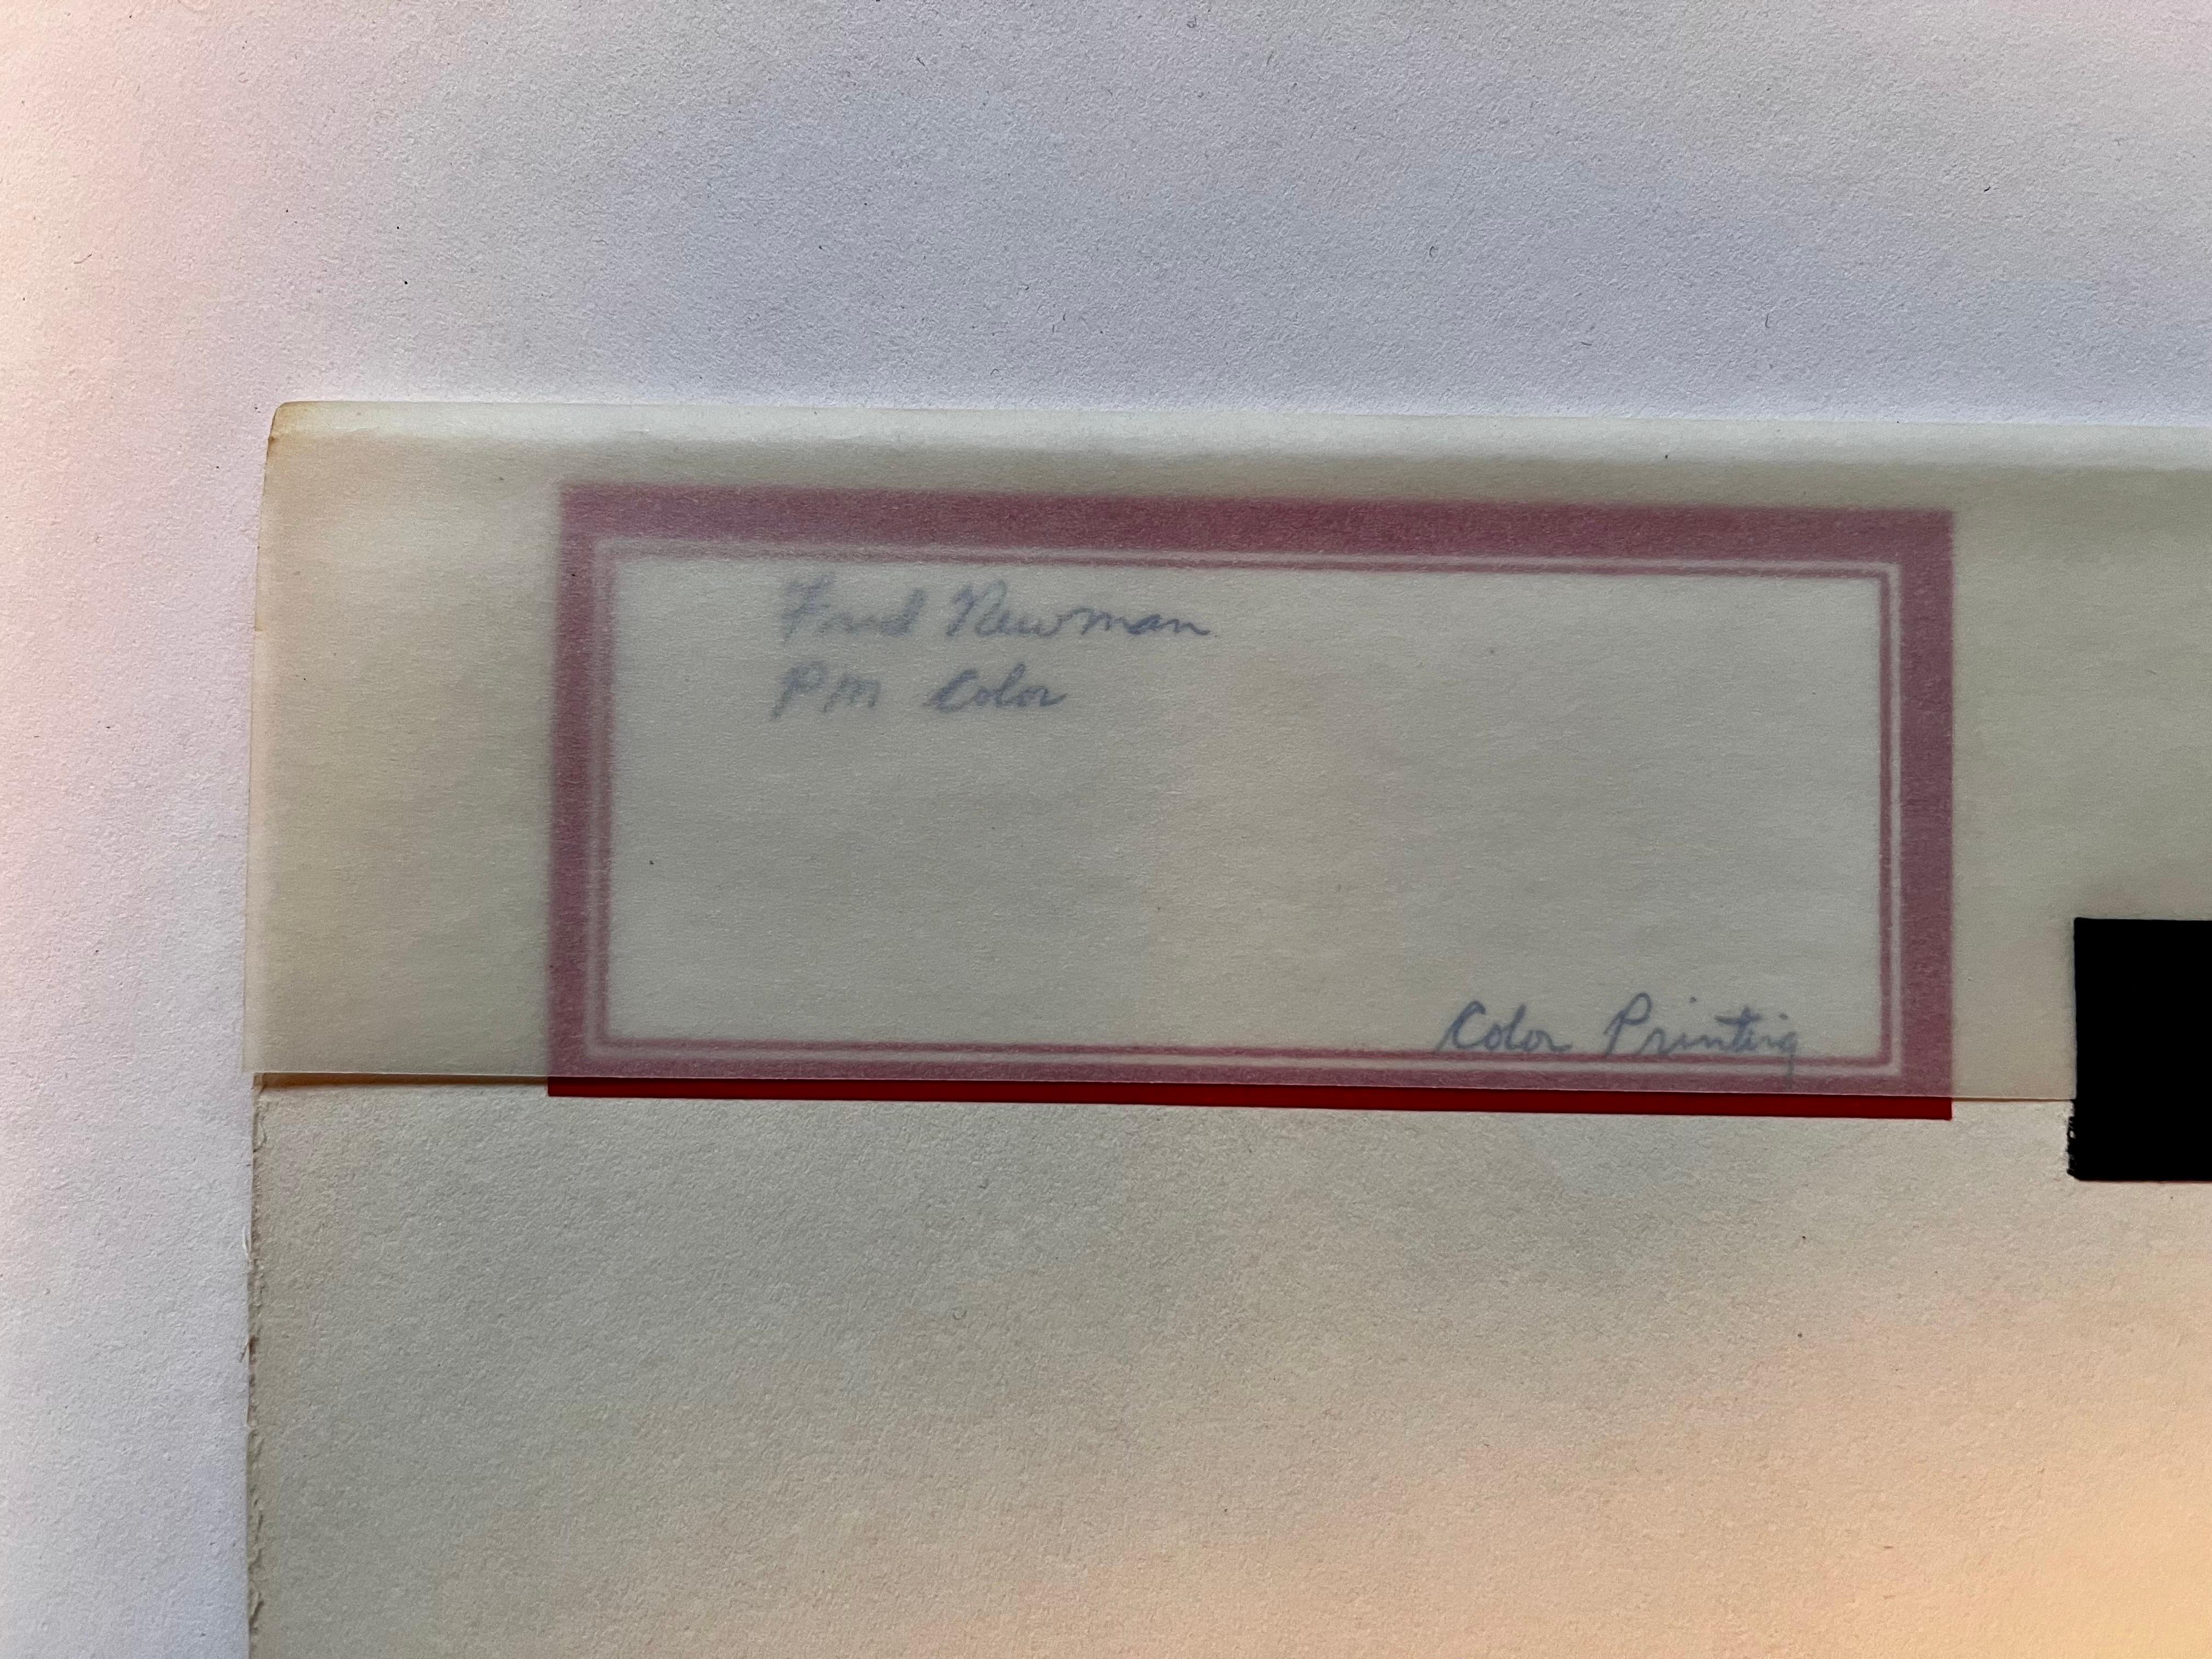 Fred Newman
PM Color
Color Printing